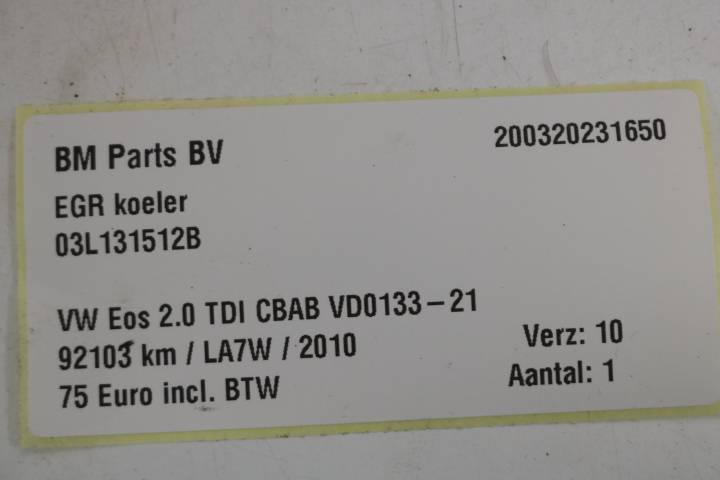 BM Parts BV 200320231650
EGR koeler
03L131512B
VW Eos 2.0 TDI CBAB VD0133-21
92103 km / LA7W / 2010 Verz: 10
75 Euro incl. BTW Aantal: 1